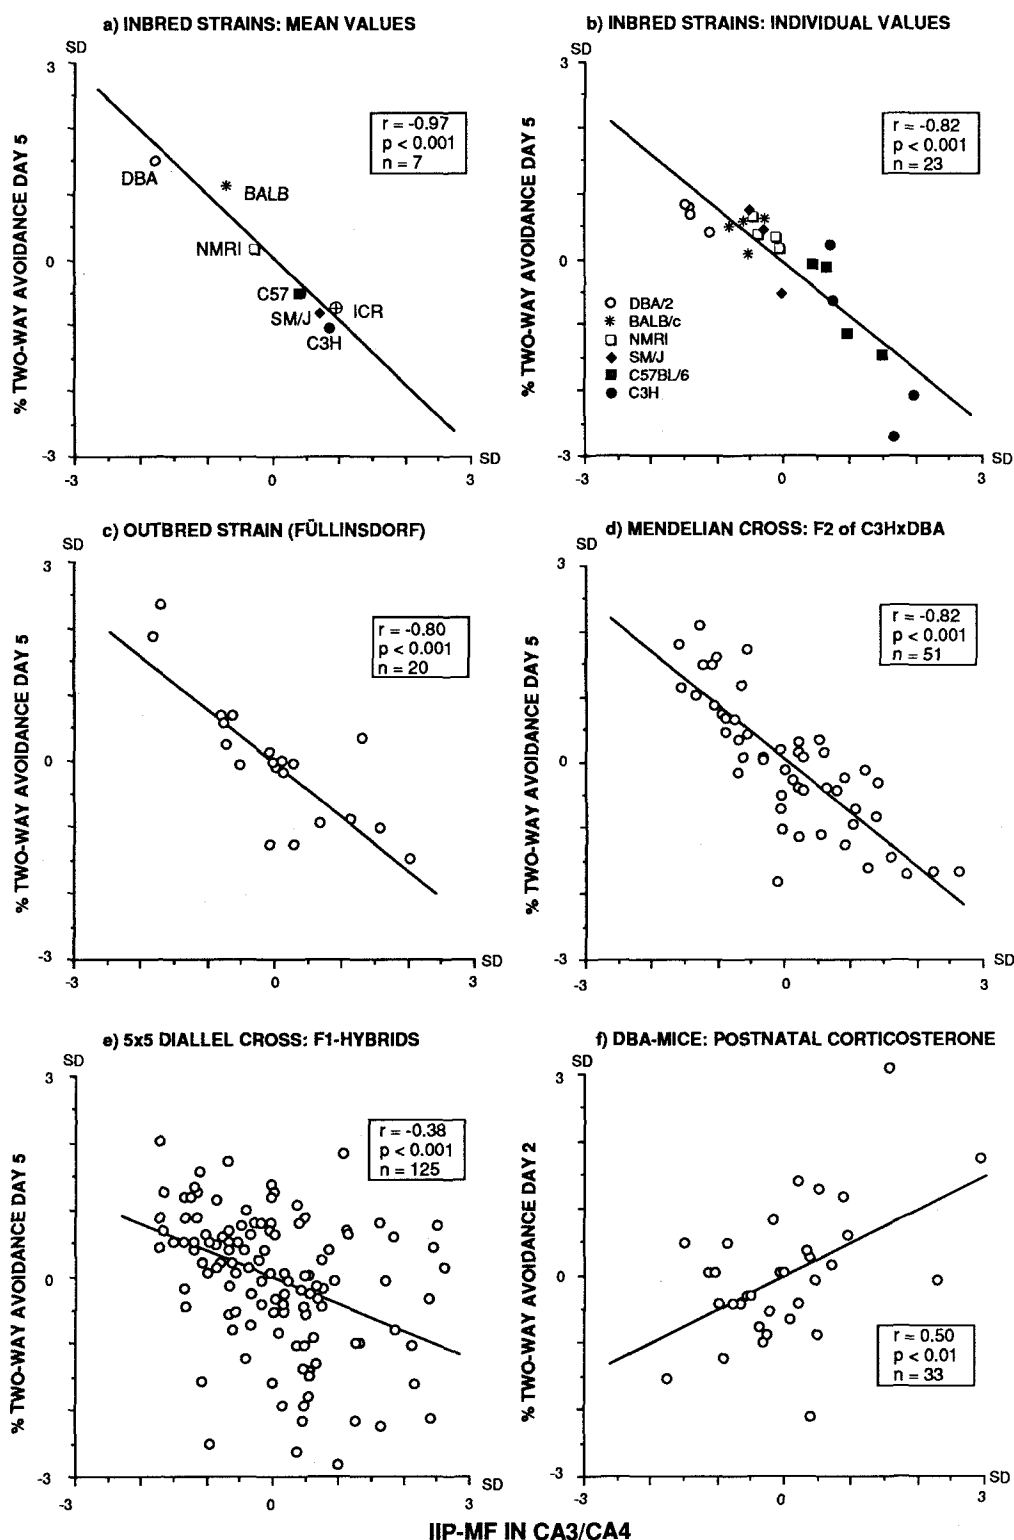 a) INBRED STRAINS: MEAN VALUES
SD
3
0
-3
% TWO-WAY AVOIDANCE DAY 5
r = -0.97
p < 0.001
n = 7
DBA
BALB
NMRI
C57
ICR
SM/J
C3H
SD
-3
0
3
b) INBRED STRAINS: INDIVIDUAL VALUES
SD
3
0
-3
% TWO-WAY AVOIDANCE DAY 5
r = -0.82
p < 0.001
n = 23
DBA/2
BALB/c
NMRI
SM/J
C57BL/6
C3H
SD
-3
0
3
c) OUTBRED STRAIN (FÜLLINSDORF)
SD
3
0
-3
% TWO-WAY AVOIDANCE DAY 5
r = -0.80
p < 0.001
n = 20
SD
-3
0
3
d) MENDELIAN CROSS: F2 of C3HxDBA
SD
3
0
-3
% TWO-WAY AVOIDANCE DAY 5
r = -0.82
p < 0.001
n = 51
SD
-3
0
3
e) 5x5 DIALLEL CROSS: F1-HYBRIDS
SD
3
0
-3
% TWO-WAY AVOIDANCE DAY 5
r = -0.38
p < 0.001
n = 125
SD
-3
0
3
f) DBA-MICE: POSTNATAL CORTICOSTERONE
SD
3
0
-3
% TWO-WAY AVOIDANCE DAY 2
r = 0.50
p < 0.01
n = 33
SD
-3
0
3
IIP-MF IN CA3/CA4